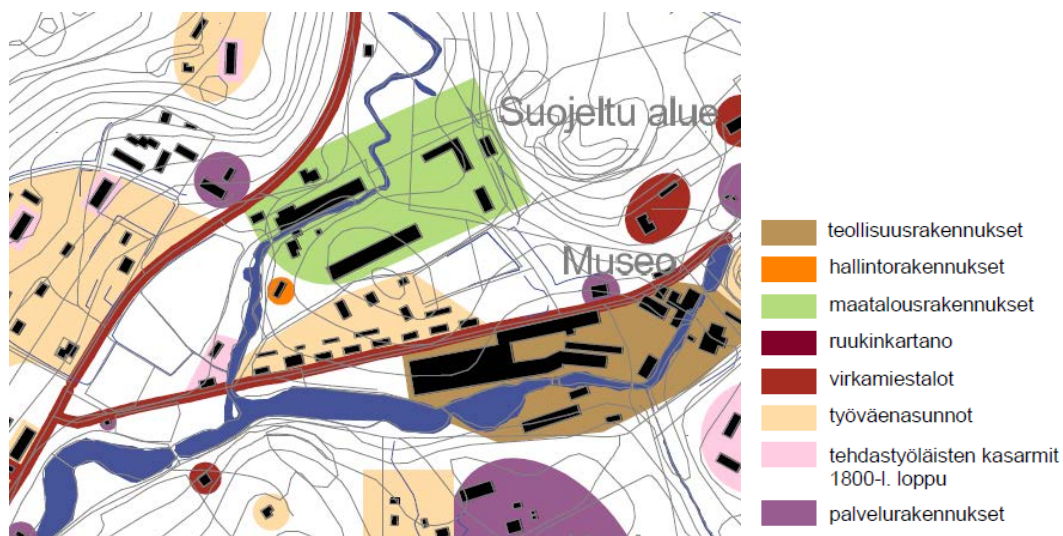 Suojeltu alue
Museo
teollisuusrakennukset
hallintorakennukset
maatalousrakennukset
ruukinkartano
virkamiestalot
työväenasunnot
tehdastyöläisten kasarmit
1800-l. loppu
palvelurakennukset